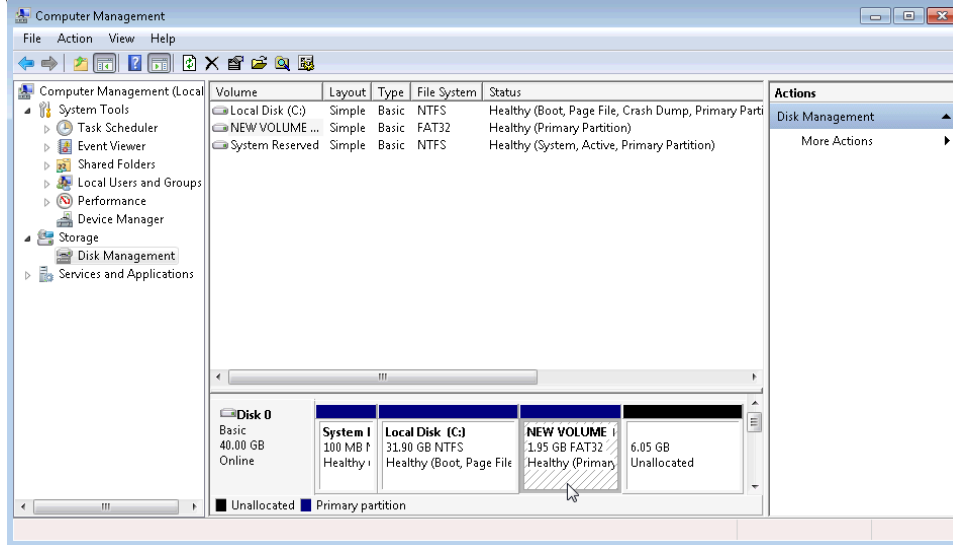 Computer Management
File Action View Help
Computer Management (Local
System Tools
Task Scheduler
Event Viewer
Shared Folders
Local Users and Groups
Performance
Device Manager
Storage
Disk Management
Services and Applications
Volume Layout Type File System Status
Local Disk (C:) Simple Basic NTFS Healthy (Boot, Page File, Crash Dump, Primary Parti
NEW VOLUME ... Simple Basic FAT32 Healthy (Primary Partition)
System Reserved Simple Basic NTFS Healthy (System, Active, Primary Partition)
Disk 0
Basic
40.00 GB
Online
System
100 MB
Healthy
Local Disk (C:)
31.90 GB NTFS
Healthy (Boot, Page File
NEW VOLUME
1.95 GB FAT32
Healthy (Primary
6.05 GB
Unallocated
Unallocated Primary partition
Actions
Disk Management
More Actions